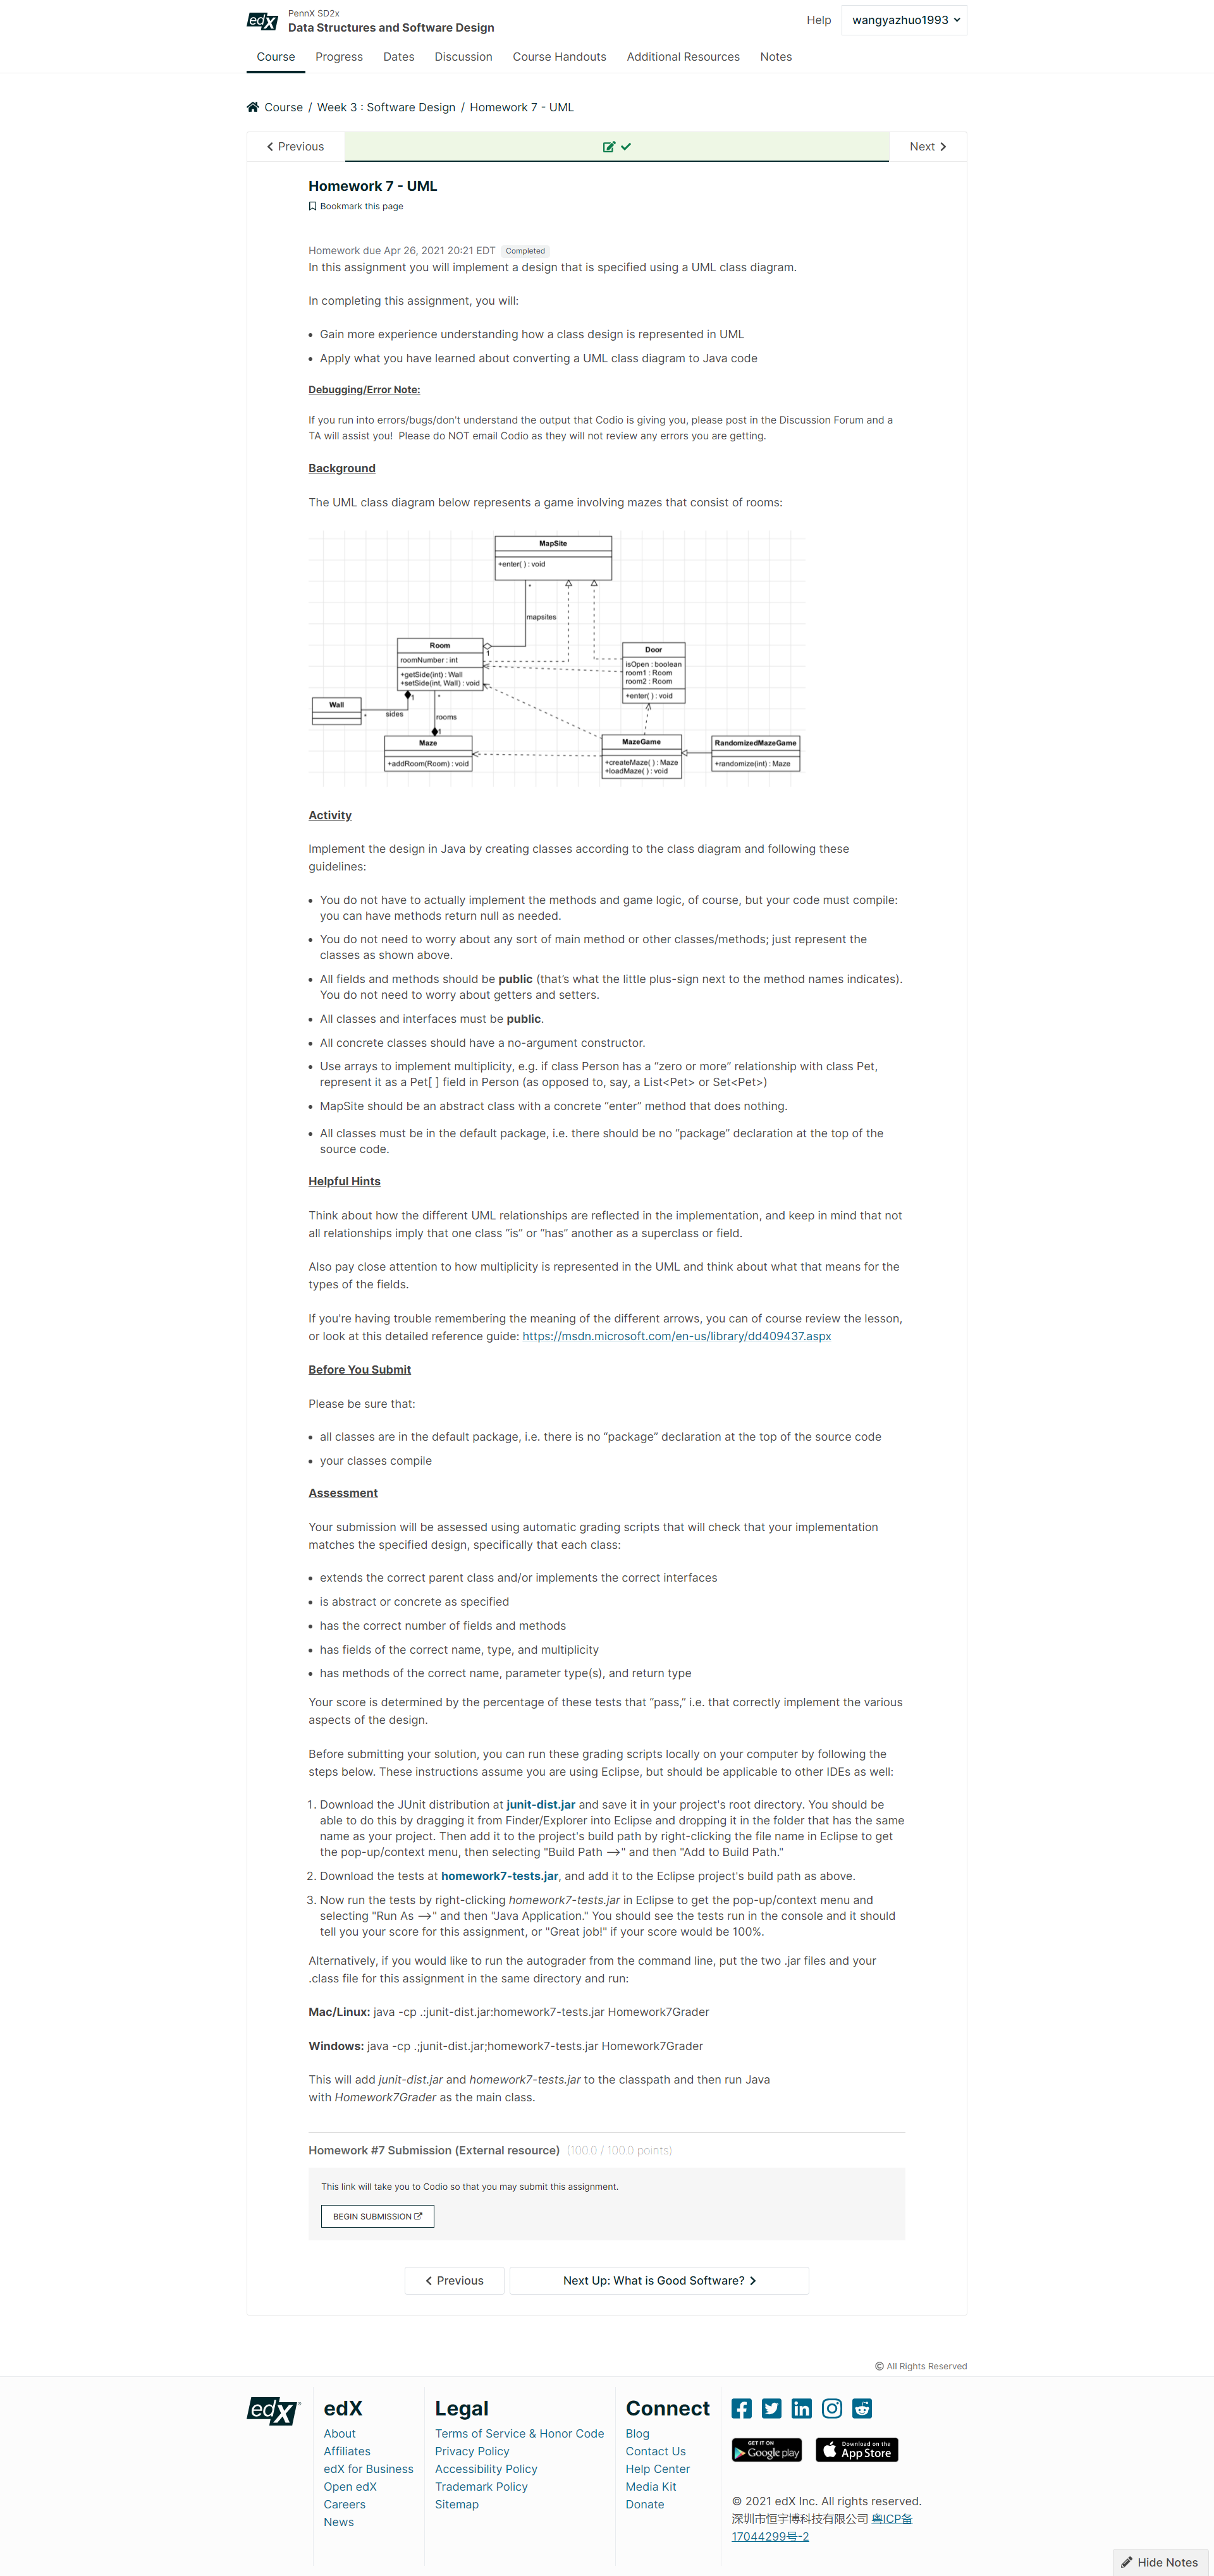 edX
PennX SD2x
Data Structures and Software Design
Help
wangyazhuo1993
Course
Progress
Dates
Discussion
Course Handouts
Additional Resources
Notes
Course / Week 3 : Software Design / Homework 7 - UML
Previous
Next
Homework 7 - UML
Bookmark this page
Homework due Apr 26, 2021 20:21 EDT Completed
In this assignment you will implement a design that is specified using a UML class diagram.
In completing this assignment, you will:
• Gain more experience understanding how a class design is represented in UML
• Apply what you have learned about converting a UML class diagram to Java code
Debugging/Error Note:
If you run into errors/bugs/don't understand the output that Codio is giving you, please post in the Discussion Forum and a
TA will assist you!  Please do NOT email Codio as they will not review any errors you are getting.
Background
The UML class diagram below represents a game involving mazes that consist of rooms:
MapSite
+enter( ) : void
*
mapsites
Room
1
roomNumber : int
+getSide(int) : Wall
+setSide(int, Wall) : void
Door
isOpen : boolean
room1 : Room
room2 : Room
+enter( ) : void
Wall
*
sides
1
*
rooms
1
Maze
+addRoom(Room) : void
MazeGame
+createMaze( ) : Maze
+loadMaze( ) : void
RandomizedMazeGame
+randomize(int) : Maze
Activity
Implement the design in Java by creating classes according to the class diagram and following these
guidelines:
• You do not have to actually implement the methods and game logic, of course, but your code must compile:
you can have methods return null as needed.
• You do not need to worry about any sort of main method or other classes/methods; just represent the
classes as shown above.
• All fields and methods should be public (that's what the little plus-sign next to the method names indicates).
You do not need to worry about getters and setters.
• All classes and interfaces must be public.
• All concrete classes should have a no-argument constructor.
• Use arrays to implement multiplicity, e.g. if class Person has a "zero or more" relationship with class Pet,
represent it as a Pet[ ] field in Person (as opposed to, say, a List<Pet> or Set<Pet>)
• MapSite should be an abstract class with a concrete "enter" method that does nothing.
• All classes must be in the default package, i.e. there should be no "package" declaration at the top of the
source code.
Helpful Hints
Think about how the different UML relationships are reflected in the implementation, and keep in mind that not
all relationships imply that one class "is" or "has" another as a superclass or field.
Also pay close attention to how multiplicity is represented in the UML and think about what that means for the
types of the fields.
If you're having trouble remembering the meaning of the different arrows, you can of course review the lesson,
or look at this detailed reference guide: https://msdn.microsoft.com/en-us/library/dd409437.aspx
Before You Submit
Please be sure that:
• all classes are in the default package, i.e. there is no "package" declaration at the top of the source code
• your classes compile
Assessment
Your submission will be assessed using automatic grading scripts that will check that your implementation
matches the specified design, specifically that each class:
• extends the correct parent class and/or implements the correct interfaces
• is abstract or concrete as specified
• has the correct number of fields and methods
• has fields of the correct name, type, and multiplicity
• has methods of the correct name, parameter type(s), and return type
Your score is determined by the percentage of these tests that "pass," i.e. that correctly implement the various
aspects of the design.
Before submitting your solution, you can run these grading scripts locally on your computer by following the
steps below. These instructions assume you are using Eclipse, but should be applicable to other IDEs as well:
1. Download the JUnit distribution at junit-dist.jar and save it in your project's root directory. You should be
able to do this by dragging it from Finder/Explorer into Eclipse and dropping it in the folder that has the same
name as your project. Then add it to the project's build path by right-clicking the file name in Eclipse to get
the pop-up/context menu, then selecting "Build Path -->" and then "Add to Build Path."
2. Download the tests at homework7-tests.jar, and add it to the Eclipse project's build path as above.
3. Now run the tests by right-clicking homework7-tests.jar in Eclipse to get the pop-up/context menu and
selecting "Run As -->" and then "Java Application." You should see the tests run in the console and it should
tell you your score for this assignment, or "Great job!" if your score would be 100%.
Alternatively, if you would like to run the autograder from the command line, put the two .jar files and your
.class file for this assignment in the same directory and run:
Mac/Linux: java -cp .:junit-dist.jar:homework7-tests.jar Homework7Grader
Windows: java -cp .;junit-dist.jar;homework7-tests.jar Homework7Grader
This will add junit-dist.jar and homework7-tests.jar to the classpath and then run Java
with Homework7Grader as the main class.
Homework #7 Submission (External resource) (100.0 / 100.0 points)
This link will take you to Codio so that you may submit this assignment.
BEGIN SUBMISSION
Previous
Next Up: What is Good Software?
© All Rights Reserved
edX
edX
About
Affiliates
edX for Business
Open edX
Careers
News
Legal
Terms of Service & Honor Code
Privacy Policy
Accessibility Policy
Trademark Policy
Sitemap
Connect
Blog
Contact Us
Help Center
Media Kit
Donate
GET IT ON
Google play
Download on the
App Store
© 2021 edX Inc. All rights reserved.
深圳市恒宇博科技有限公司 粤ICP备
17044299号-2
Hide Notes